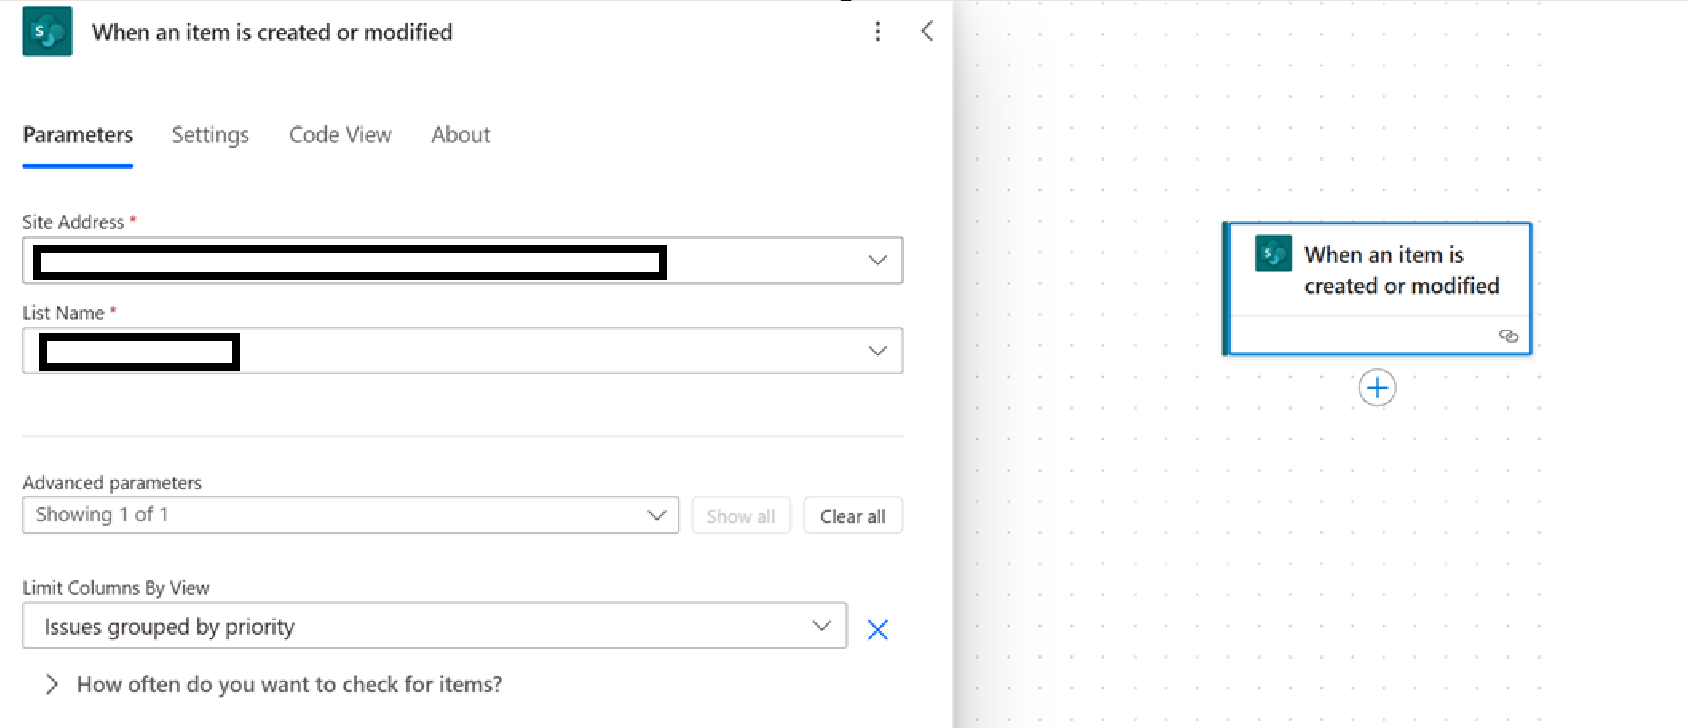 When an item is created or modified
Parameters Settings Code View About
Site Address *
List Name *
Advanced parameters
Showing 1 of 1
Show all
Clear all
Limit Columns By View
Issues grouped by priority
How often do you want to check for items?
When an item is
created or modified